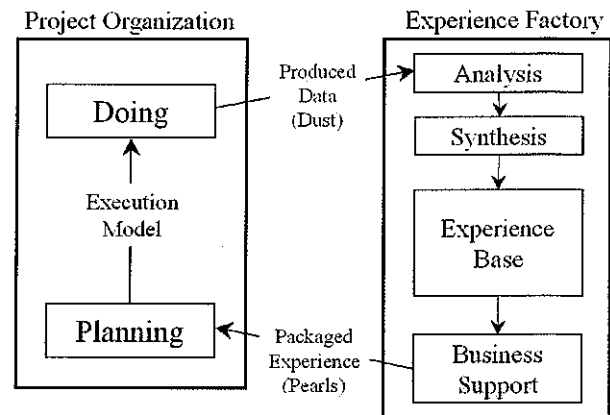 Project Organization
Doing
Execution
Model
Planning
Produced
Data
(Dust)
Packaged
Experience
(Pearls)
Experience Factory
Analysis
Synthesis
Experience
Base
Business
Support